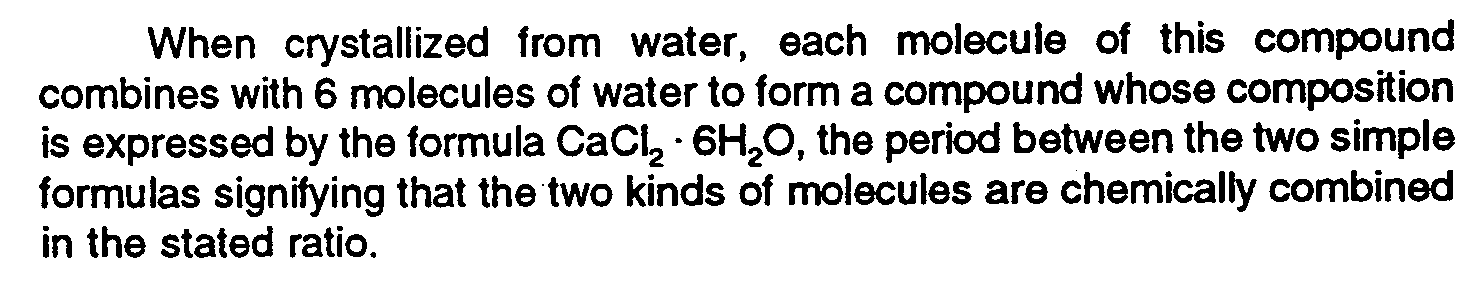 When crystallized from water, each molecule of this compound
combines with 6 molecules of water to form a compound whose composition
is expressed by the formula CaCl₂ · 6H₂O, the period between the two simple
formulas signifying that the two kinds of molecules are chemically combined
in the stated ratio.